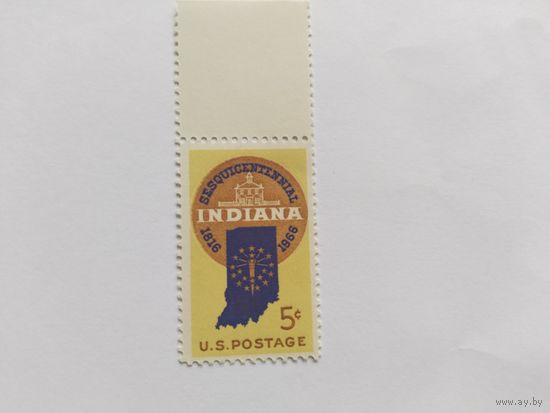 SESQUICENTENNIAL
INDIANA
1816 1966
5¢
U.S. POSTAGE
© www.ay.by